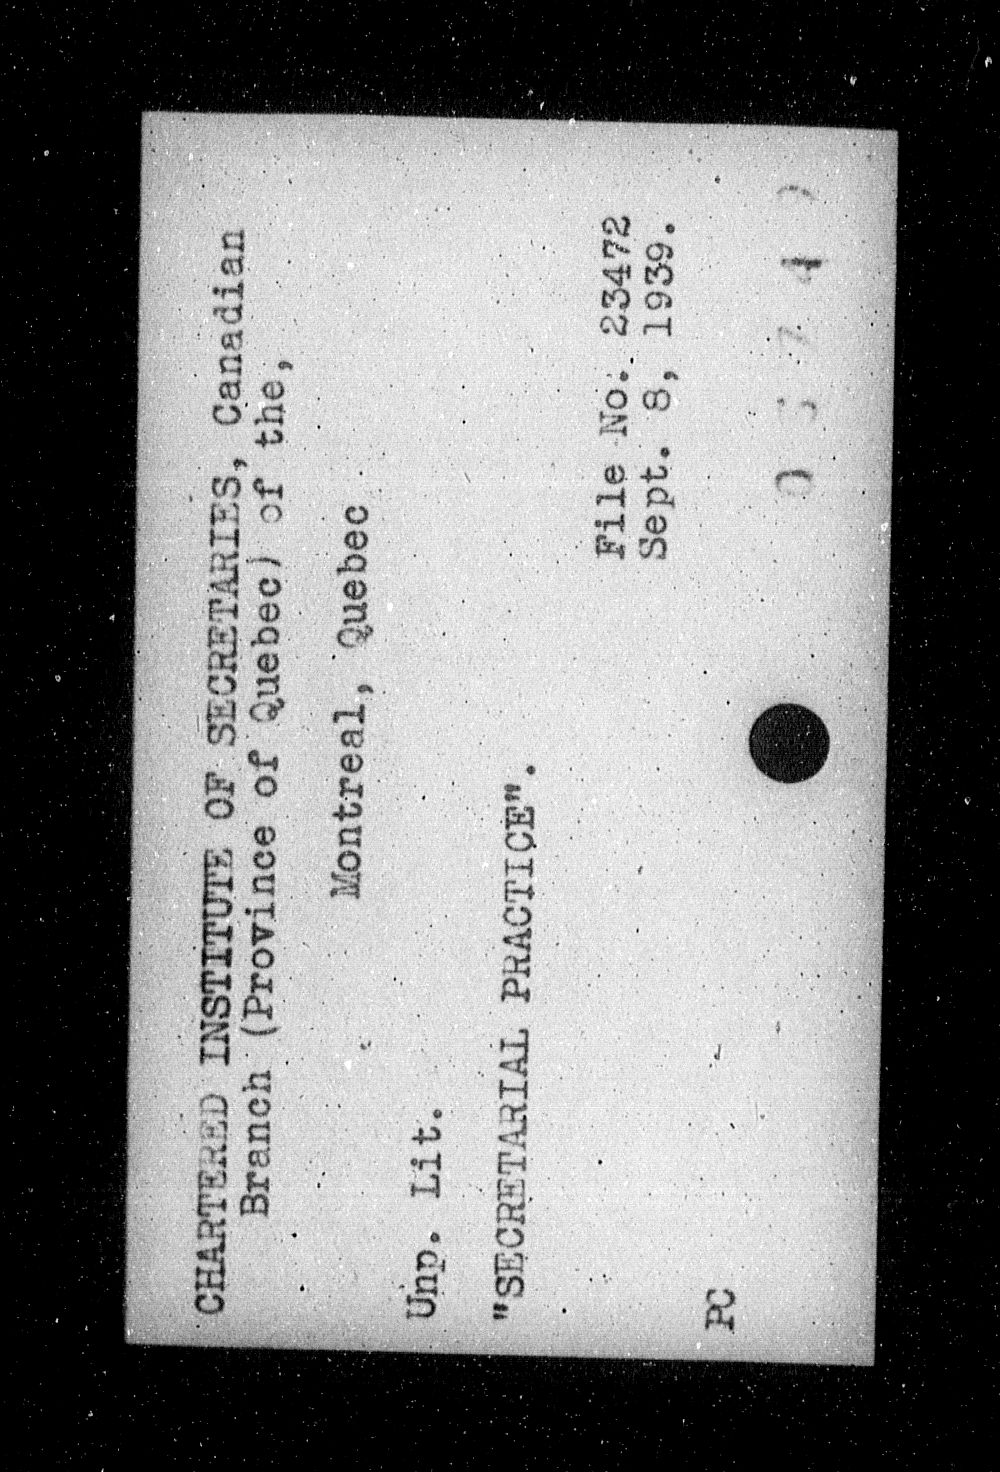 CHARTERED INSTITUTE OF SECRETARIES, Canadian
Branch (Province of Quebec) of the,
Montreal, Quebec
Unp. Lit.
"SECRETARIAL PRACTICE".
File No. 23472
Sept. 8, 1939.
PC